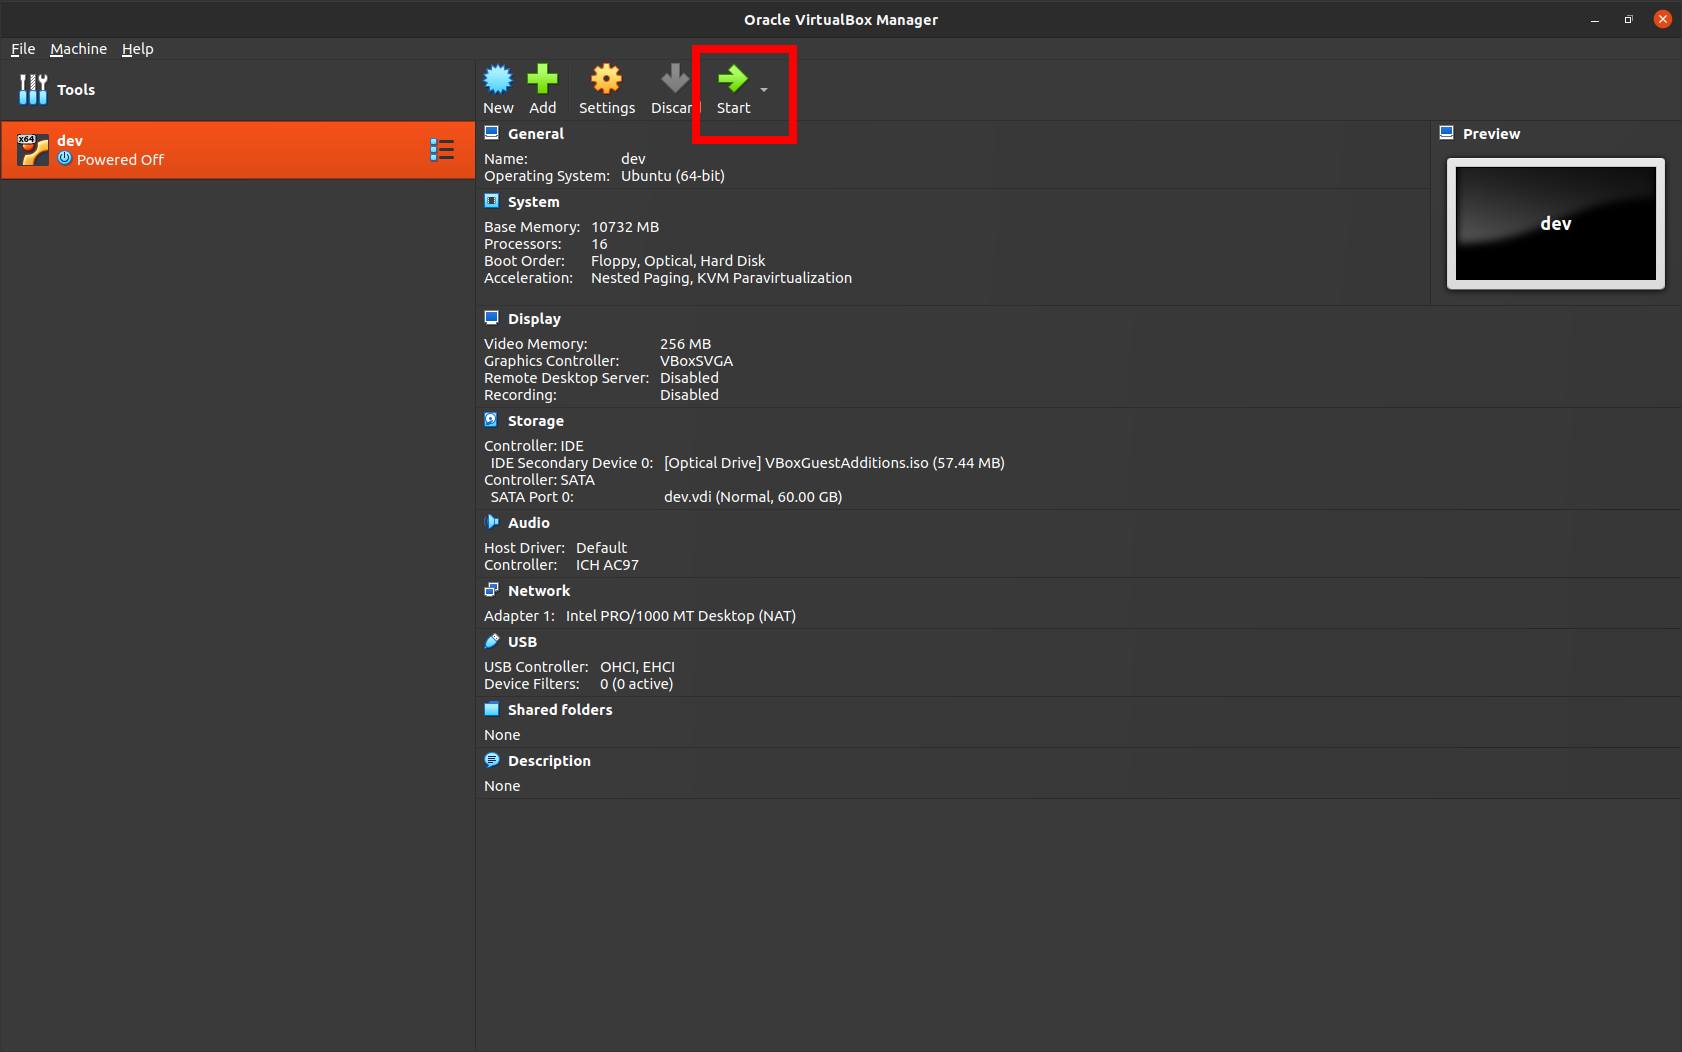 Oracle VirtualBox Manager
File Machine Help
Tools
New Add Settings Discar Start
x64
dev
Powered Off
General
Name: dev
Operating System: Ubuntu (64-bit)
System
Base Memory: 10732 MB
Processors: 16
Boot Order: Floppy, Optical, Hard Disk
Acceleration: Nested Paging, KVM Paravirtualization
Preview
dev
Display
Video Memory: 256 MB
Graphics Controller: VBoxSVGA
Remote Desktop Server: Disabled
Recording: Disabled
Storage
Controller: IDE
IDE Secondary Device 0: [Optical Drive] VBoxGuestAdditions.iso (57.44 MB)
Controller: SATA
SATA Port 0: dev.vdi (Normal, 60.00 GB)
Audio
Host Driver: Default
Controller: ICH AC97
Network
Adapter 1: Intel PRO/1000 MT Desktop (NAT)
USB
USB Controller: OHCI, EHCI
Device Filters: 0 (0 active)
Shared folders
None
Description
None